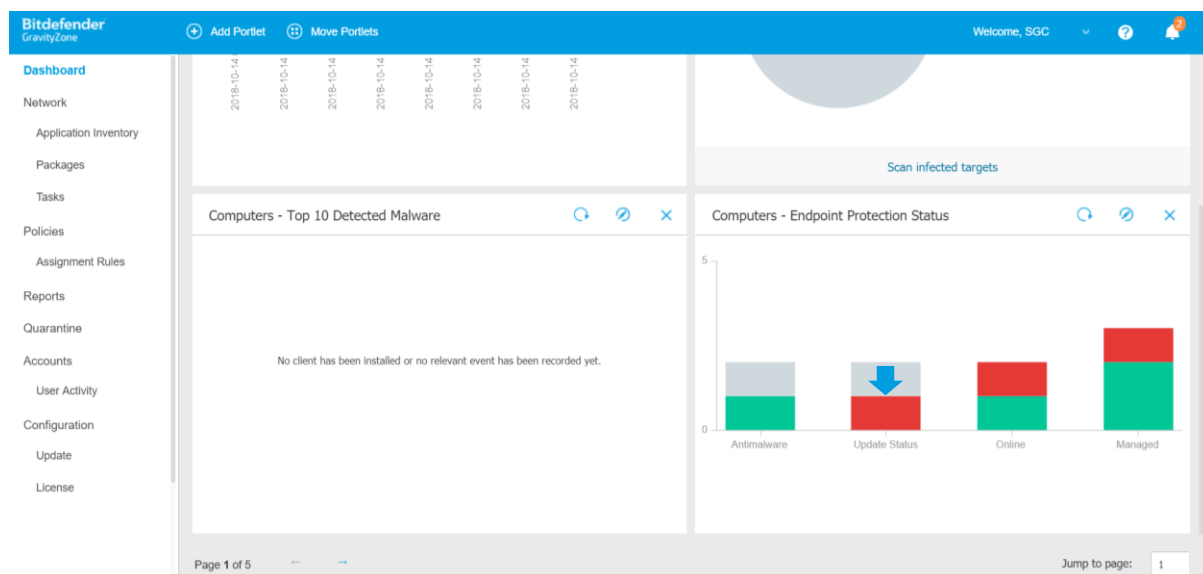 Bitdefender
GravityZone
Add Portlet
Move Portlets
Welcome, SGC
2
Dashboard
Network
Application Inventory
Packages
Tasks
Policies
Assignment Rules
Reports
Quarantine
Accounts
User Activity
Configuration
Update
License
2018-10-14
2018-10-14
2018-10-14
2018-10-14
2018-10-14
2018-10-14
2018-10-14
2018-10-14
Scan infected targets
Computers - Top 10 Detected Malware
No client has been installed or no relevant event has been recorded yet.
Computers - Endpoint Protection Status
5
0
Antimalware
Update Status
Online
Managed
Page 1 of 5
Jump to page:
1